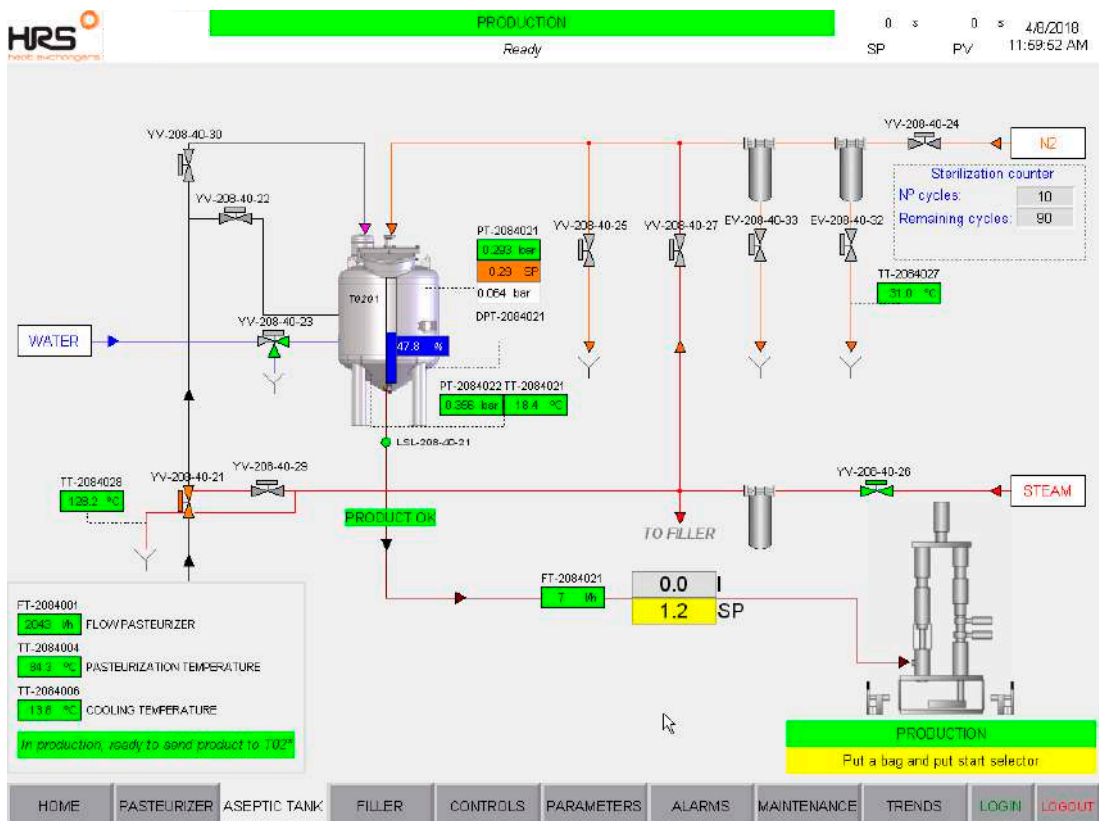 HRS
heat exchangers
PRODUCTION
Ready
0 s 0 s
SP PV
4/8/2018
11:59:52 AM
YV-208-40-30
YV-208-40-24
N2
Sterilization counter
Nº cycles: 10
Remaining cycles: 90
YV-208-40-22
PT-2084021
0.293 bar
0.29 SP
0.064 bar
DPT-2084021
YV-208-40-25
YV-208-40-27
EV-208-40-33
EV-208-40-32
TT-2084027
31.0 ºC
T0201
YV-208-40-23
WATER
47.8 %
PT-2084022
TT-2084021
0.356 bar
18.4 ºC
LSL-208-40-21
YV-208-40-21
YV-208-40-29
YV-208-40-26
TT-2084028
128.2 ºC
STEAM
PRODUCT OK
TO FILLER
FT-2084021
7 l/h
0.0 l
1.2 SP
FT-2084001
2043 l/h FLOW PASTEURIZER
TT-2084004
84.3 ºC PASTEURIZATION TEMPERATURE
TT-2084006
13.6 ºC COOLING TEMPERATURE
In production, ready to send product to T02*
PRODUCTION
Put a bag and put start selector
HOME
PASTEURIZER
ASEPTIC TANK
FILLER
CONTROLS
PARAMETERS
ALARMS
MAINTENANCE
TRENDS
LOGIN
LOGOUT